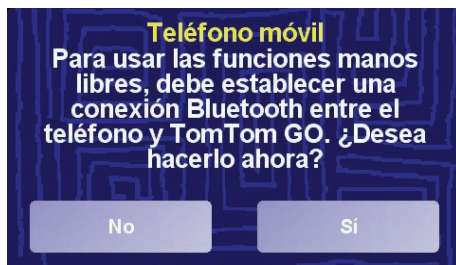 Teléfono móvil
Para usar las funciones manos
libres, debe establecer una
conexión Bluetooth entre el
teléfono y TomTom GO. ¿Desea
hacerlo ahora?
No
Sí